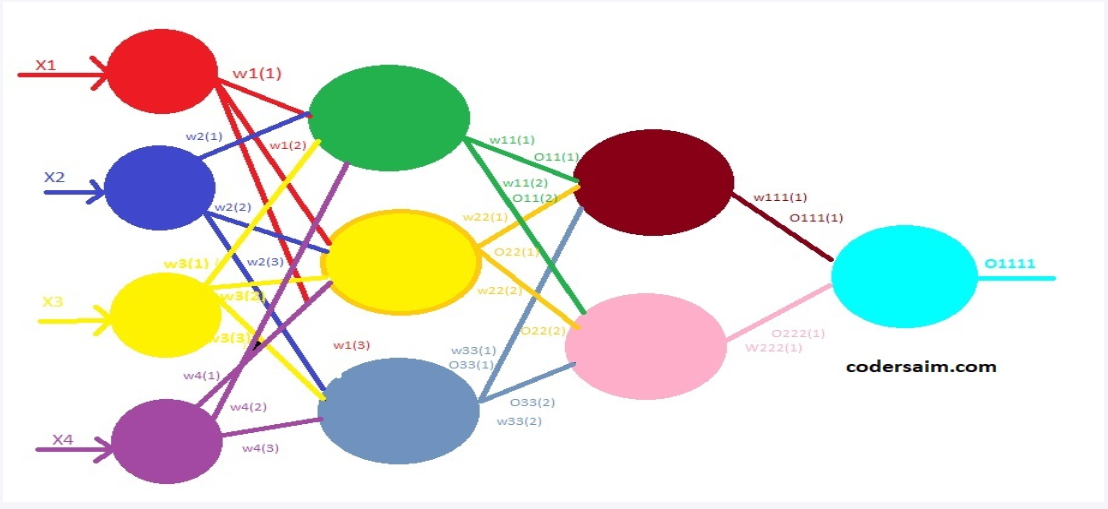 X1
w1(1)
w2(1)
w1(2)
w11(1)
O11(1)
X2
w11(2)
O11(2)
w2(2)
w22(1)
w111(1)
O111(1)
O22(1)
w3(1)
w2(3)
O1111
X3
w3(2)
w22(2)
w3(3)
O22(2)
w1(3)
w33(1)
O33(1)
O222(1)
W222(1)
codersaim.com
w4(1)
w4(2)
O33(2)
w33(2)
X4
w4(3)